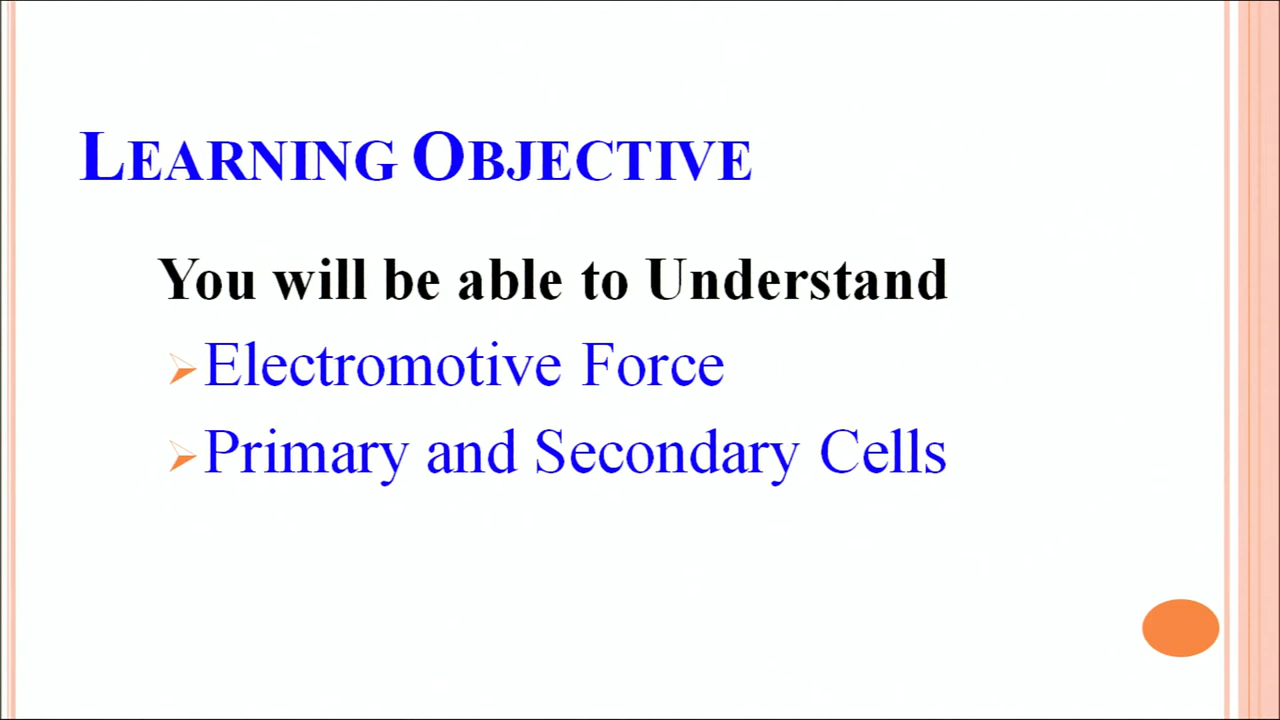 LEARNING OBJECTIVE
You will be able to Understand
Electromotive Force
Primary and Secondary Cells